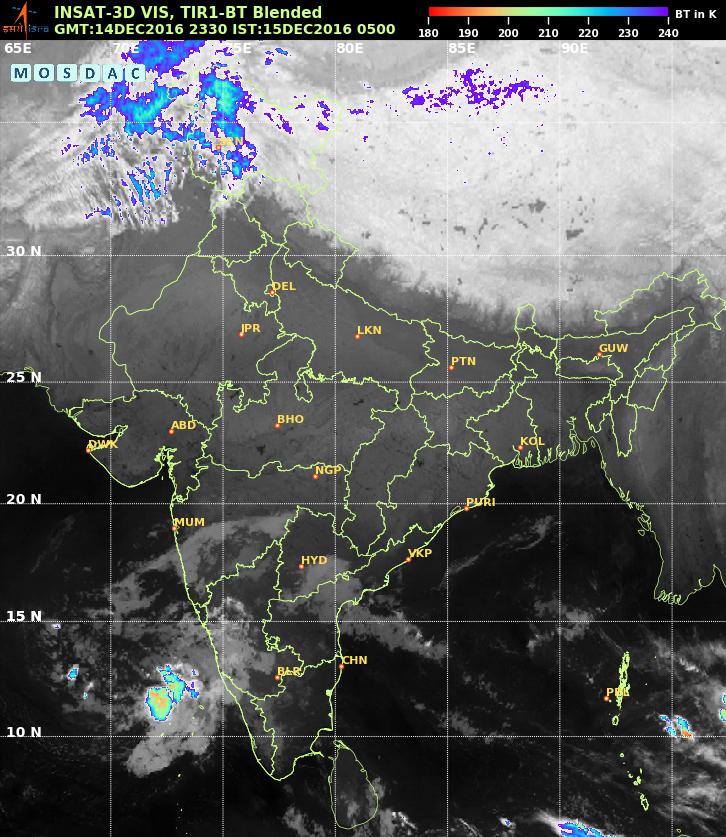 INSAT-3D VIS, TIR1-BT Blended
GMT:14DEC2016 2330 IST:15DEC2016 0500
BT in K
180 190 200 210 220 230 240
65E 70E 75E 80E 85E 90E
M O S D A C
30 N
DEL
JPR
LKN
GUW
PTN
25 N
ABD
BHO
DWK
KOL
NGP
20 N
PURI
MUM
VKP
HYD
15 N
CHN
BLR
PBL
10 N